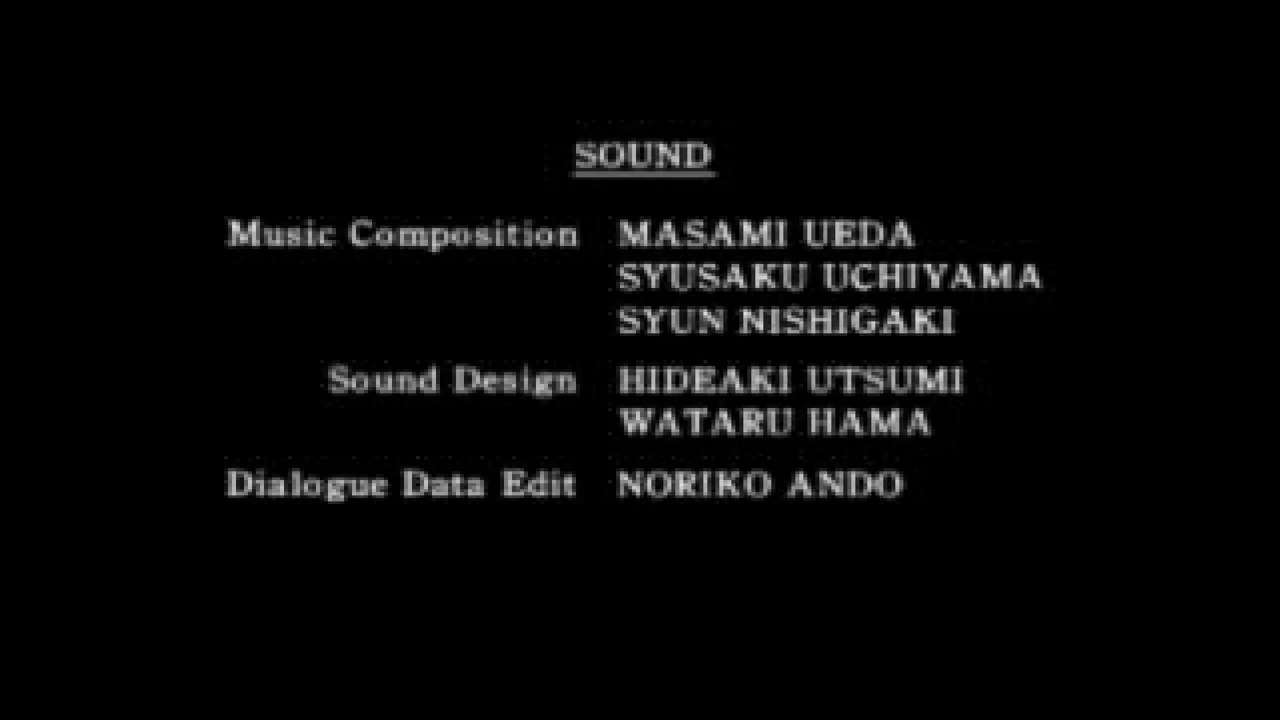 SOUND
Music Composition MASAMI UEDA
SYUSAKU UCHIYAMA
SYUN NISHIGAKI
Sound Design HIDEAKI UTSUMI
WATARU HAMA
Dialogue Data Edit NORIKO ANDO